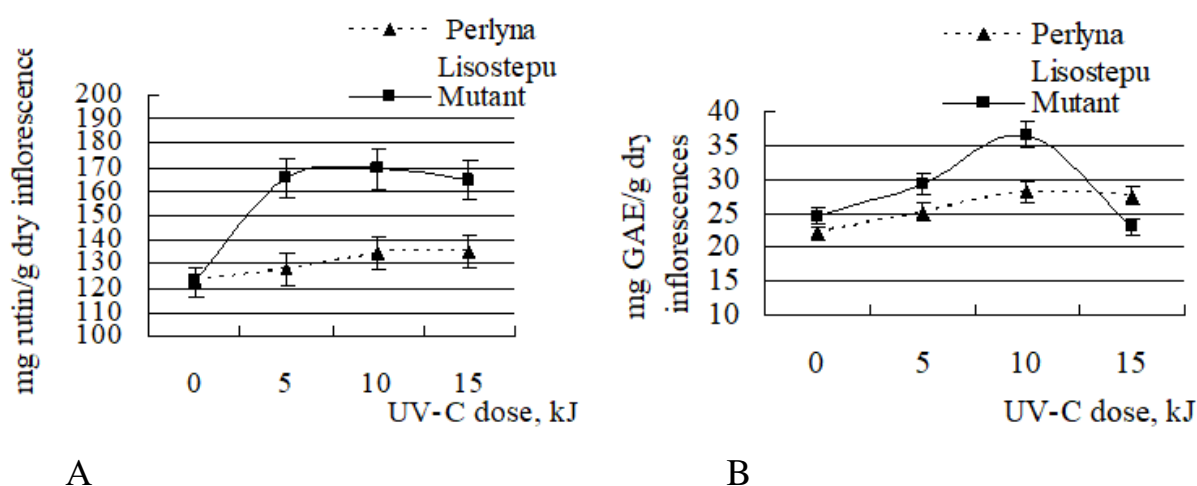 Perlyna
Lisostepu
Mutant
mg rutin/g dry inflorescence
200
190
180
170
160
150
140
130
120
110
100
0 5 10 15
UV-C dose, kJ
A
Perlyna
Lisostepu
Mutant
mg GAE/g dry
inflorescences
40
35
30
25
20
15
10
0 5 10 15
UV-C dose, kJ
B